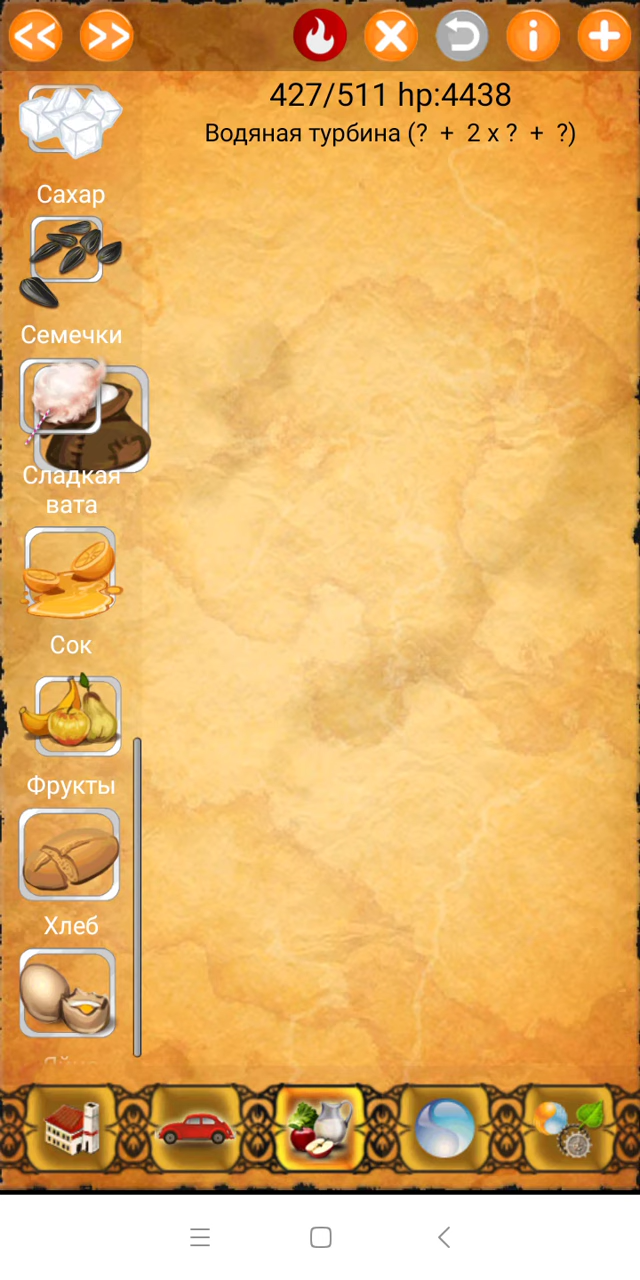 427/511 hp:4438
Водяная турбина (? + 2 x ? + ?)
Сахар
Семечки
Сладкая
вата
Сок
Фрукты
Хлеб